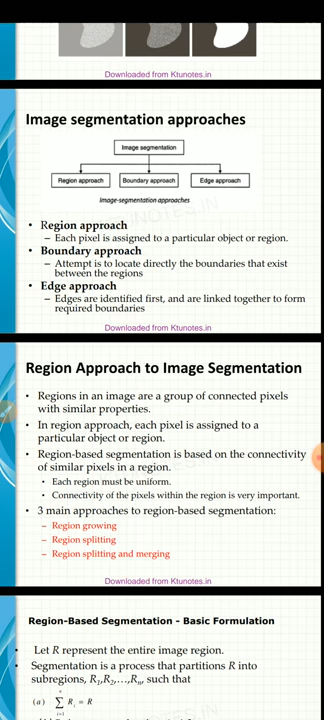 Downloaded from Ktunotes.in
Image segmentation approaches
Image segmentation
Region approach
Boundary approach
Edge approach
Image-segmentation approaches
• Region approach
– Each pixel is assigned to a particular object or region.
• Boundary approach
– Attempt is to locate directly the boundaries that exist
between the regions
• Edge approach
– Edges are identified first, and are linked together to form
required boundaries
Downloaded from Ktunotes.in
Region Approach to Image Segmentation
• Regions in an image are a group of connected pixels
with similar properties.
• In region approach, each pixel is assigned to a
particular object or region.
• Region-based segmentation is based on the connectivity
of similar pixels in a region.
• Each region must be uniform.
• Connectivity of the pixels within the region is very important.
• 3 main approaches to region-based segmentation:
– Region growing
– Region splitting
– Region splitting and merging
Downloaded from Ktunotes.in
Region-Based Segmentation - Basic Formulation
• Let R represent the entire image region.
• Segmentation is a process that partitions R into
subregions, R₁,R₂,…,Rₙ, such that
(a) ∑ⁿᵢ₌₁ Rᵢ = R